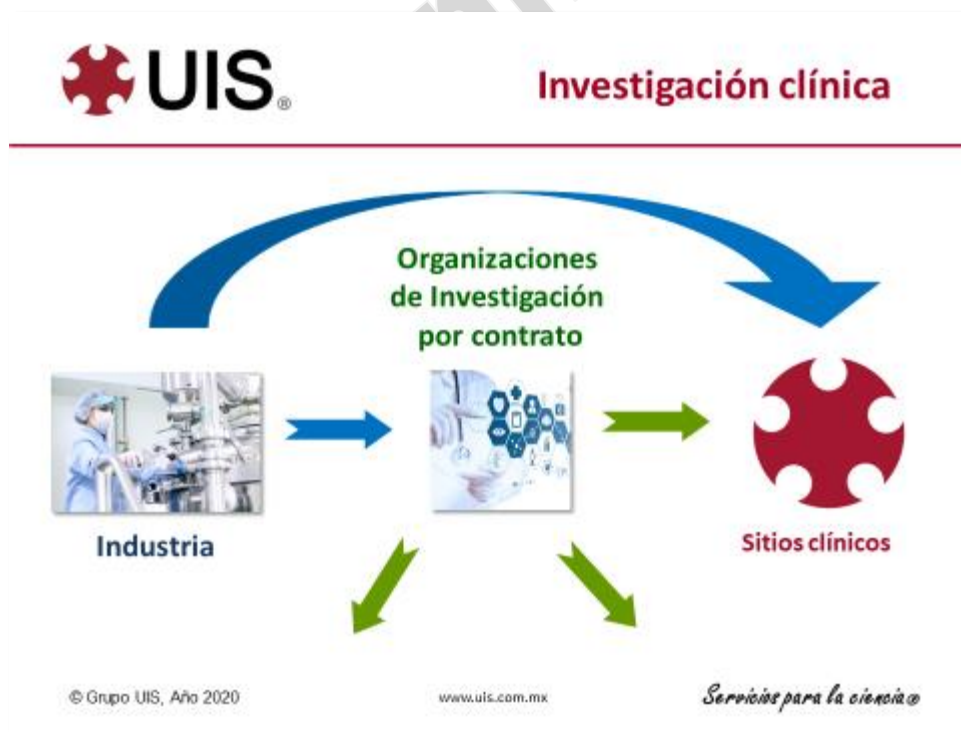 UIS®
Investigación clínica
Organizaciones
de Investigación
por contrato
Industria
Sitios clínicos
© Grupo UIS, Año 2020
www.uis.com.mx
Servicios para la ciencia®